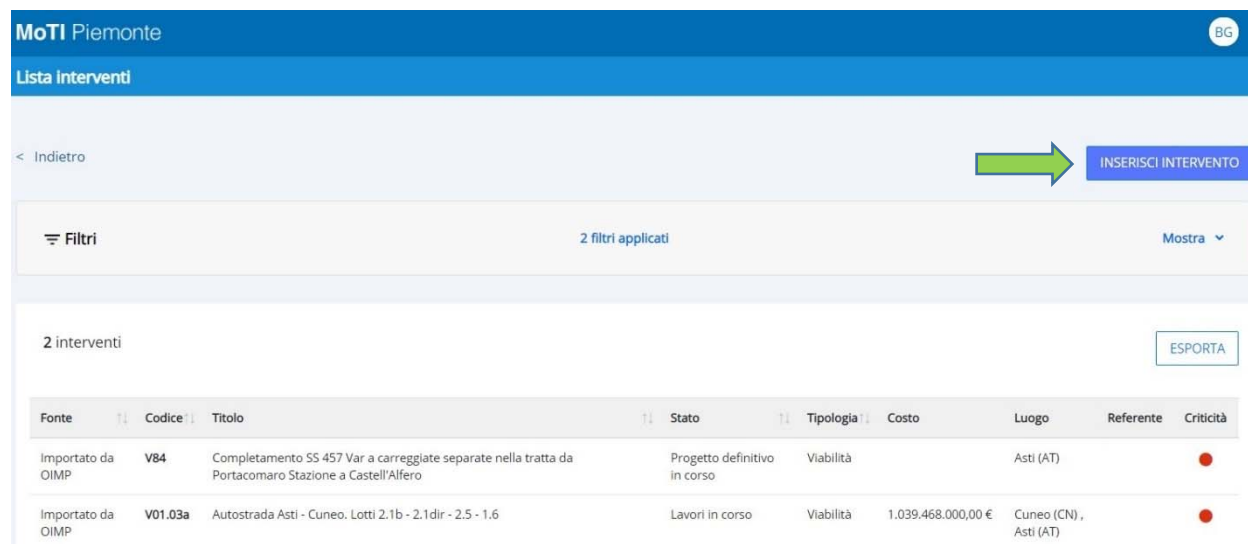 MoTI Piemonte BG
Lista interventi
< Indietro INSERISCI INTERVENTO
Filtri 2 filtri applicati Mostra
2 interventi ESPORTA
Fonte Codice Titolo Stato Tipologia Costo Luogo Referente Criticità
Importato da V84 Completamento SS 457 Var a carreggiate separate nella tratta da Progetto definitivo Viabilità Asti (AT)
OIMP Portacomaro Stazione a Castell'Alfero in corso
Importato da V01.03a Autostrada Asti - Cuneo. Lotti 2.1b - 2.1dir - 2.5 - 1.6 Lavori in corso Viabilità 1.039.468.000,00 € Cuneo (CN) ,
OIMP Asti (AT)